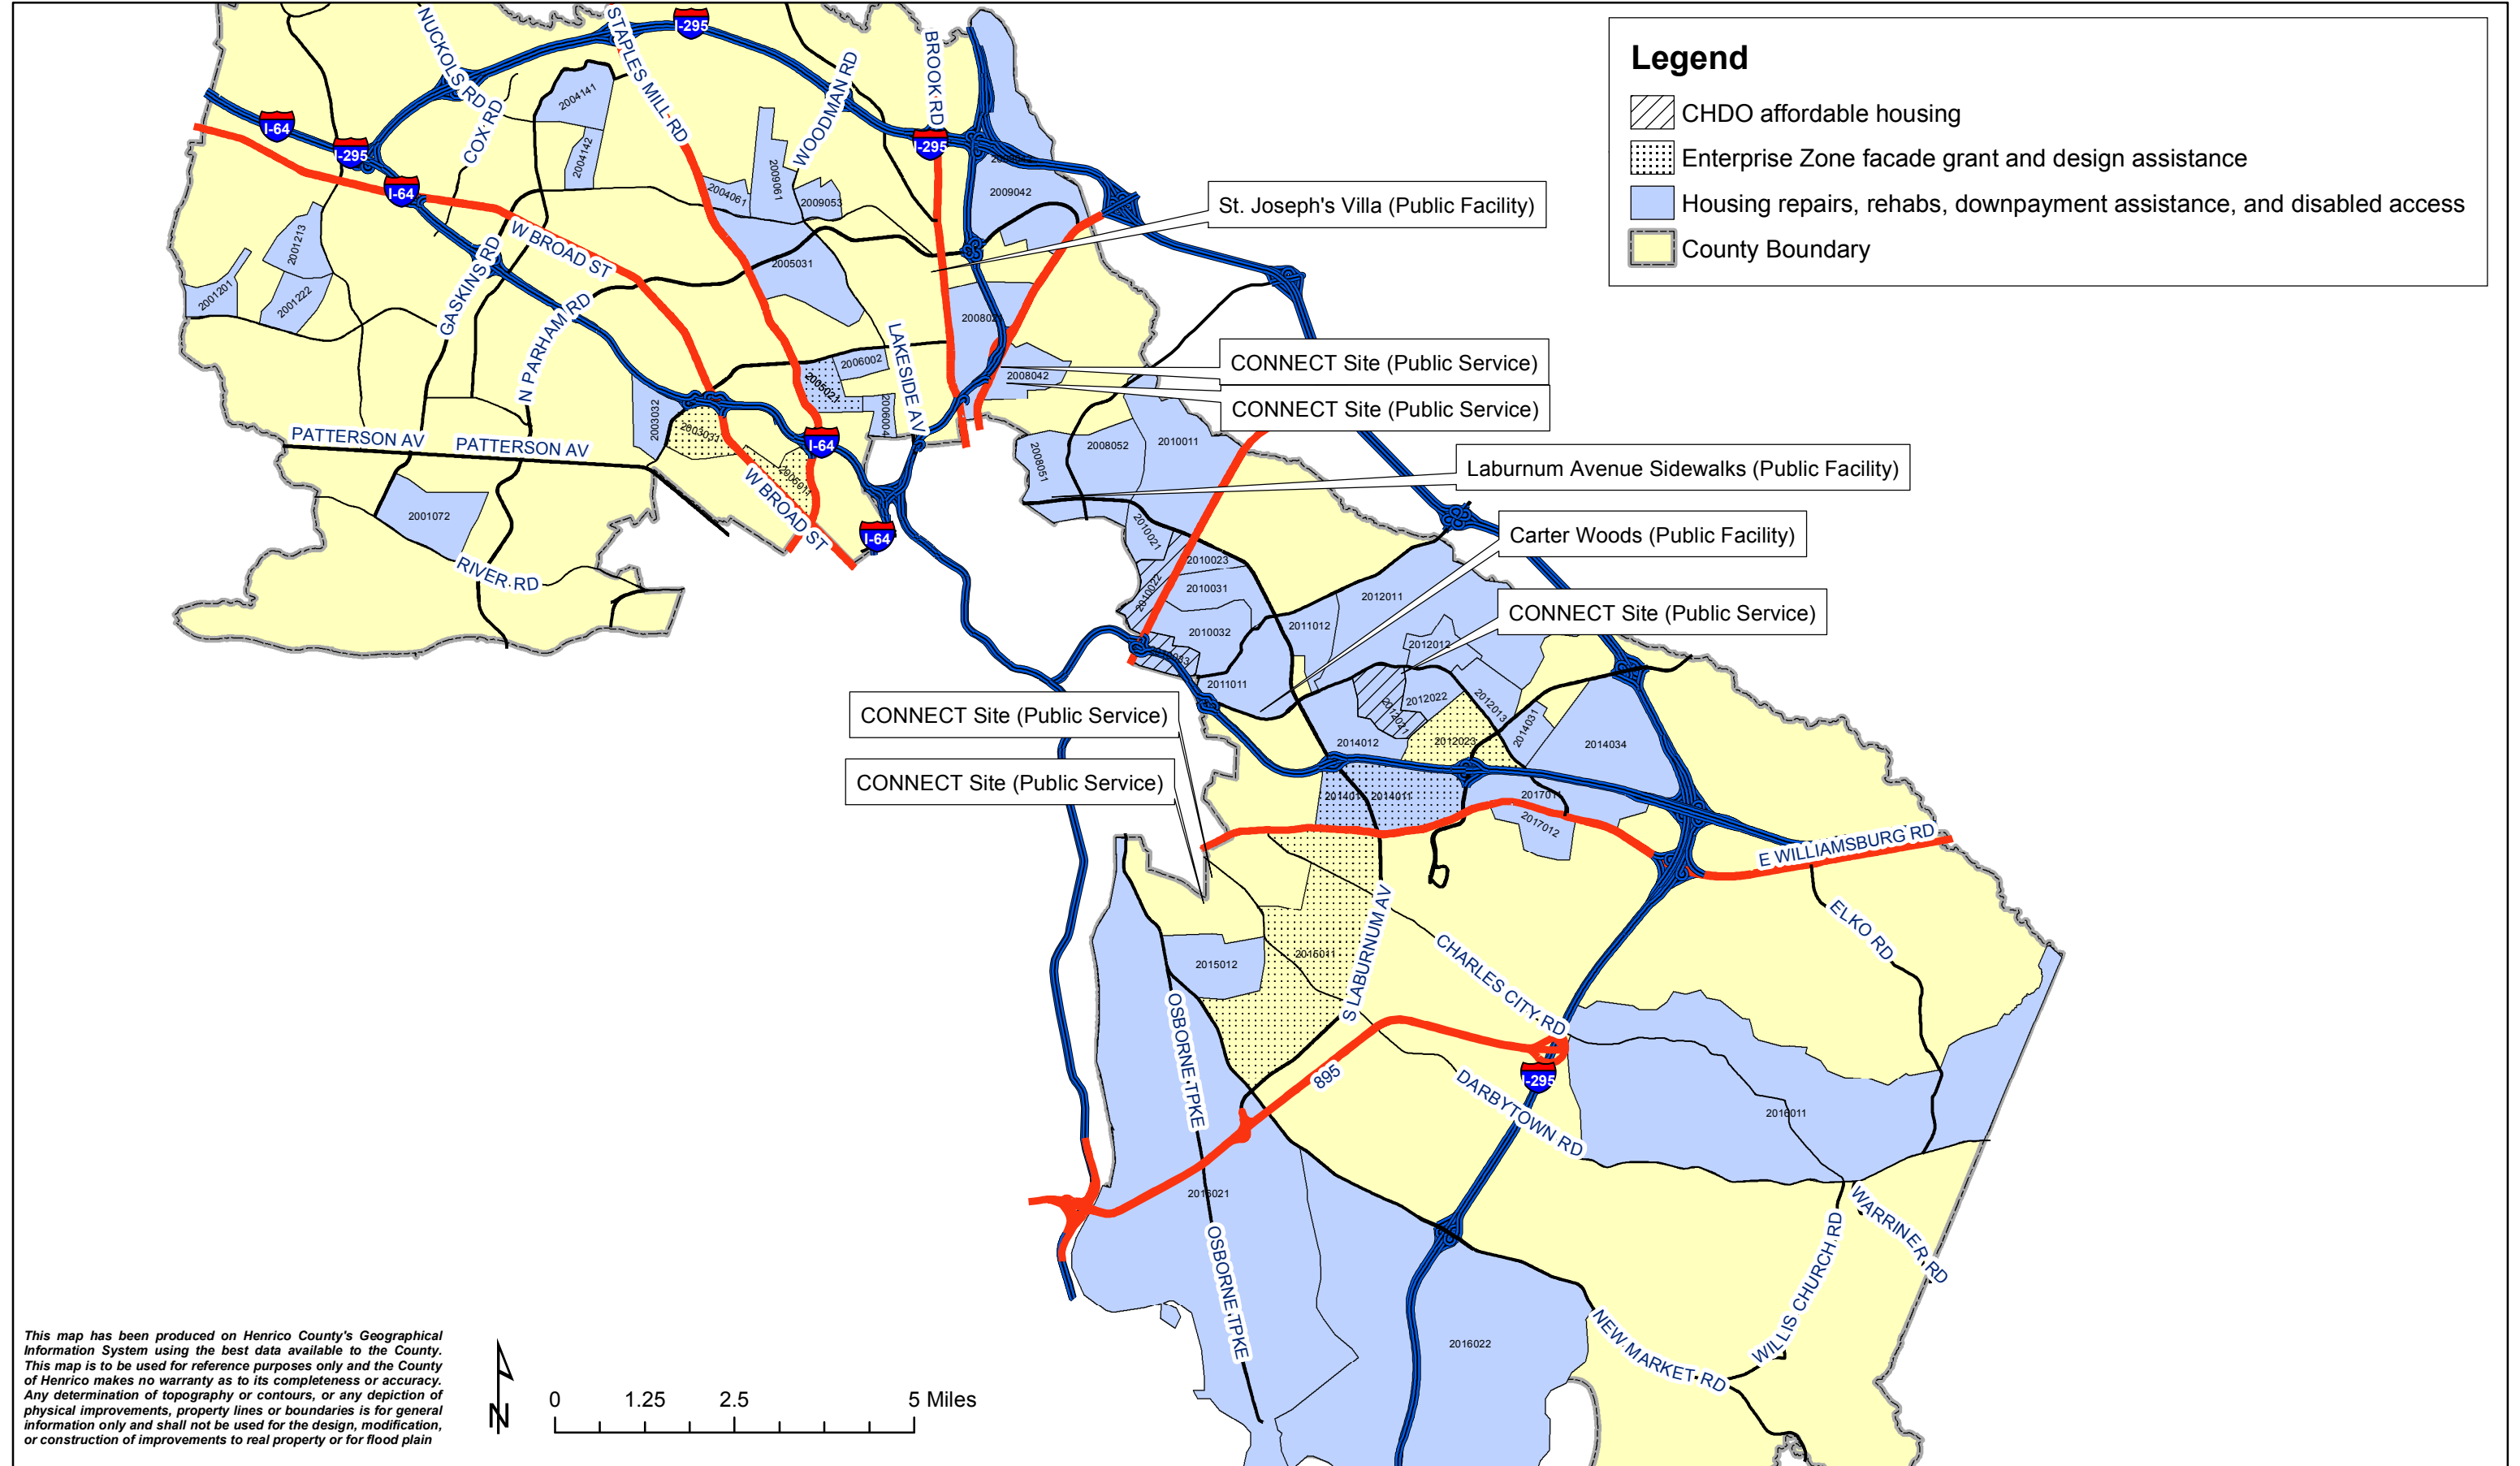 Legend
CHDO affordable housing
Enterprise Zone facade grant and design assistance
Housing repairs, rehabs, downpayment assistance, and disabled access
County Boundary
NUCKOLS RD
STAPLES MILL RD
I-295
BROOK RD
WOODMAN RD
COX RD
I-64
I-295
I-64
I-295
2004141
2004142
2004061
2009061
2009053
2009042
St. Joseph's Villa (Public Facility)
2001213
2001201
2001222
GASKINS RD
W BROAD ST
N PARHAM RD
2005031
LAKESIDE AV
2006002
2005021
2006004
2008042
CONNECT Site (Public Service)
CONNECT Site (Public Service)
2003032
2003031
I-64
PATTERSON AV
PATTERSON AV
W BROAD ST
I-64
2001072
RIVER RD
2008051
2008052
2010011
Laburnum Avenue Sidewalks (Public Facility)
2010021
2010023
2010022
2010031
2010032
Carter Woods (Public Facility)
2012011
2011012
CONNECT Site (Public Service)
2012012
2011011
2012022
2012013
2012023
2014031
2014034
2014012
CONNECT Site (Public Service)
CONNECT Site (Public Service)
2014011
2017011
2017012
E WILLIAMSBURG RD
ELKO RD
S LABURNUM AV
CHARLES CITY RD
2015012
OSBORNE TPKE
895
DARBYTOWN RD
I-295
2016011
2016021
OSBORNE TPKE
WARRINER RD
WILLIS CHURCH RD
NEW MARKET RD
2016022
This map has been produced on Henrico County's Geographical
Information System using the best data available to the County.
This map is to be used for reference purposes only and the County
of Henrico makes no warranty as to its completeness or accuracy.
Any determination of topography or contours, or any depiction of
physical improvements, property lines or boundaries is for general
information only and shall not be used for the design, modification,
or construction of improvements to real property or for flood plain
N
0 1.25 2.5 5 Miles